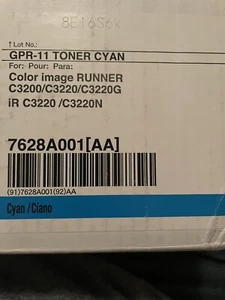 8E16S6K
↑ Lot No.:
GPR-11 TONER CYAN
For: Pour: Para:
Color image RUNNER
C3200/C3220/C3220G
iR C3220 /C3220N
7628A001[AA]
(91)7628A001(92)AA
Cyan /Ciano